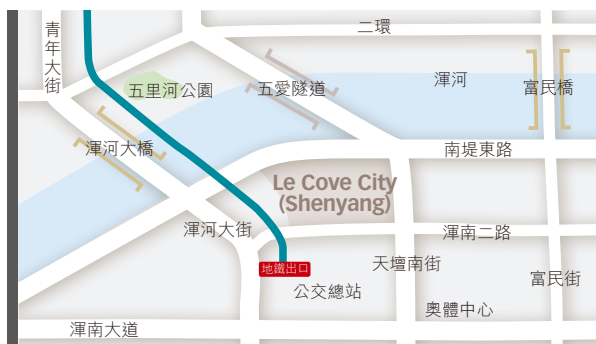 二環
青年大街
五里河公園
五愛隧道
渾河
富民橋
渾河大橋
南堤東路
Le Cove City
(Shenyang)
渾河大街
渾南二路
地鐵出口
天壇南街
富民街
公交總站
奧體中心
渾南大道